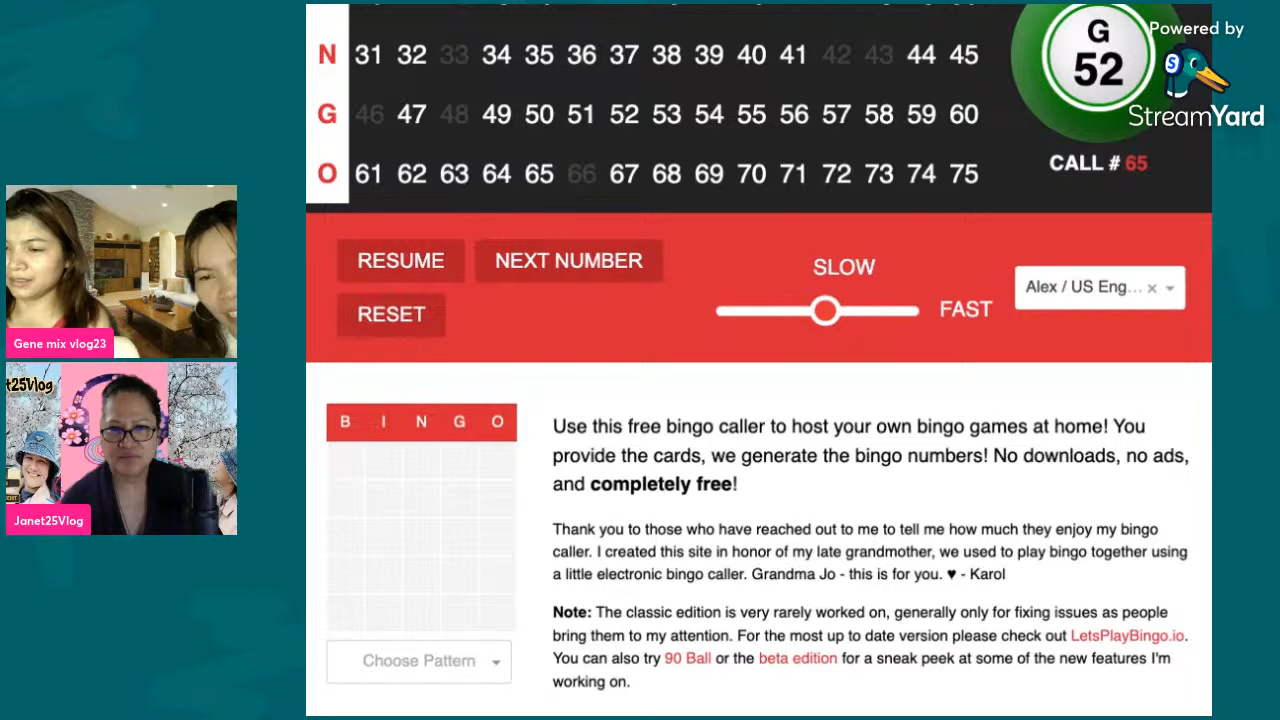 N 31 32 33 34 35 36 37 38 39 40 41 42 43 44 45
G 46 47 48 49 50 51 52 53 54 55 56 57 58 59 60
O 61 62 63 64 65 66 67 68 69 70 71 72 73 74 75
G
52
CALL # 65
Powered by
S
StreamYard
RESUME NEXT NUMBER
RESET
SLOW
FAST
Alex / US Eng... ×
Gene mix vlog23
t25Vlog
Janet25Vlog
B I N G O
Choose Pattern
Use this free bingo caller to host your own bingo games at home! You
provide the cards, we generate the bingo numbers! No downloads, no ads,
and completely free!
Thank you to those who have reached out to me to tell me how much they enjoy my bingo
caller. I created this site in honor of my late grandmother, we used to play bingo together using
a little electronic bingo caller. Grandma Jo - this is for you. ♥ - Karol
Note: The classic edition is very rarely worked on, generally only for fixing issues as people
bring them to my attention. For the most up to date version please check out LetsPlayBingo.io.
You can also try 90 Ball or the beta edition for a sneak peek at some of the new features I'm
working on.